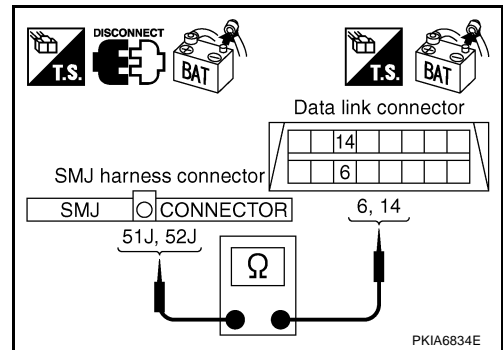 DISCONNECT
T.S.
BAT
T.S.
BAT
Data link connector
14
6
SMJ harness connector
SMJ CONNECTOR
51J, 52J
6, 14
Ω
PKIA6834E